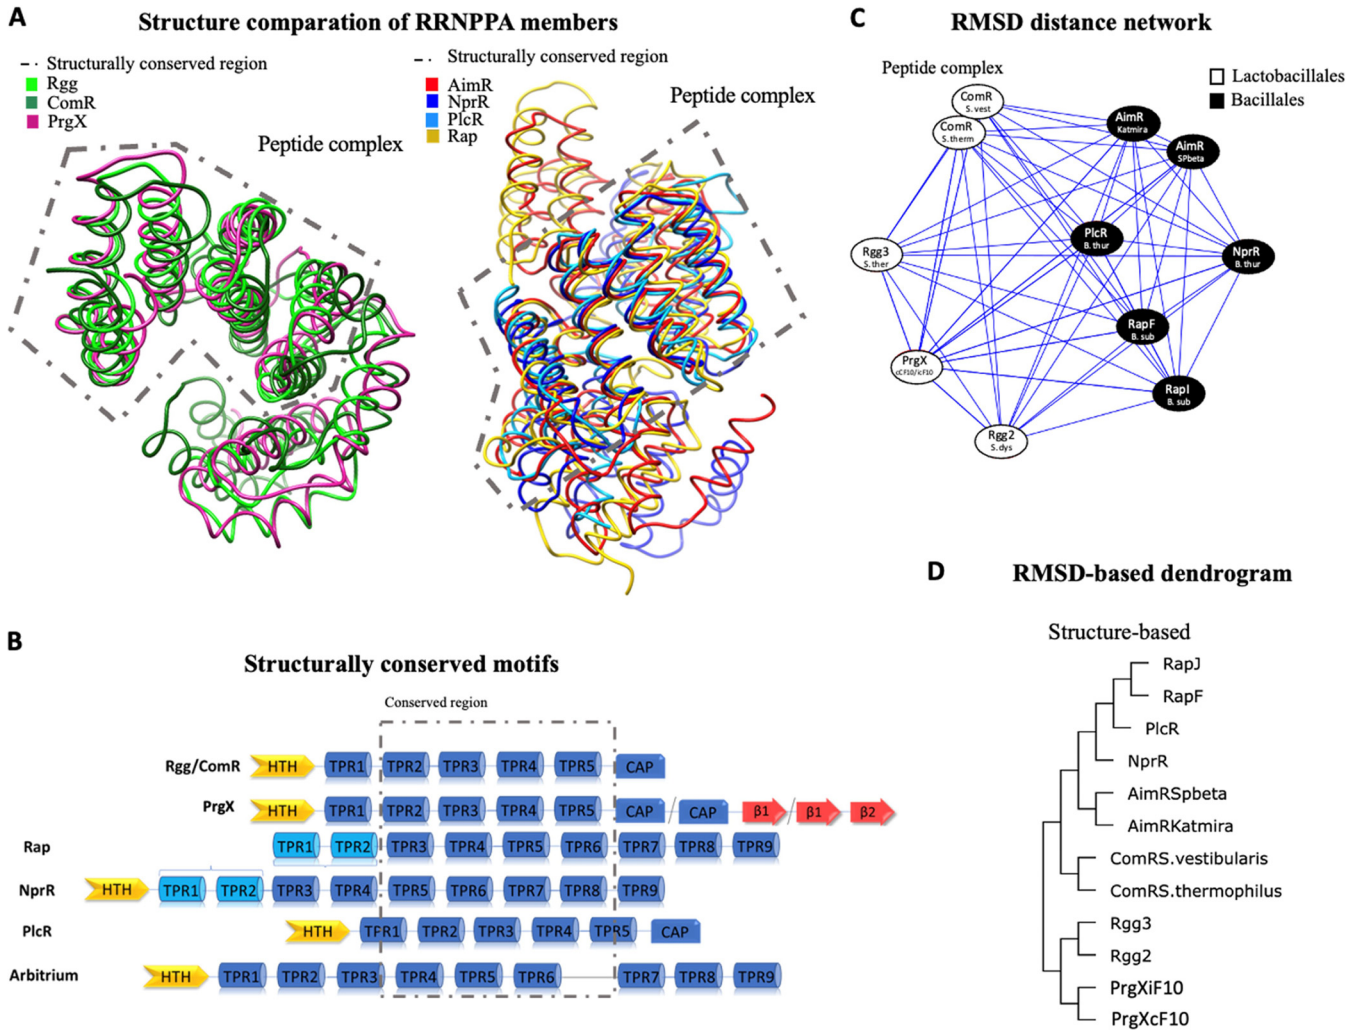 A
Structure comparation of RRNPPA members
Structurally conserved region
Rgg
ComR
PrgX
Peptide complex
Structurally conserved region
AimR
NprR
PlcR
Rap
Peptide complex
C
RMSD distance network
Peptide complex
Lactobacillales
Bacillales
ComR
S. vest
ComR
S. therm
AimR
Katmira
AimR
SPbeta
PlcR
B. thur
Rgg3
S. ther
NprR
B. thur
RapF
B. sub
PrgX
cCF10/icF10
RapI
B. sub
Rgg2
S. dys
B
Structurally conserved motifs
Conserved region
Rgg/ComR HTH TPR1 TPR2 TPR3 TPR4 TPR5 CAP
PrgX HTH TPR1 TPR2 TPR3 TPR4 TPR5 CAP / CAP β1 / β1 β2
Rap TPR1 TPR2 TPR3 TPR4 TPR5 TPR6 TPR7 TPR8 TPR9
NprR HTH TPR1 TPR2 TPR3 TPR4 TPR5 TPR6 TPR7 TPR8 TPR9
PlcR HTH TPR1 TPR2 TPR3 TPR4 TPR5 CAP
Arbitrium HTH TPR1 TPR2 TPR3 TPR4 TPR5 TPR6 TPR7 TPR8 TPR9
D
RMSD-based dendrogram
Structure-based
RapJ
RapF
PlcR
NprR
AimRSpbeta
AimRKatmira
ComRS.vestibularis
ComRS.thermophilus
Rgg3
Rgg2
PrgXiF10
PrgXcF10